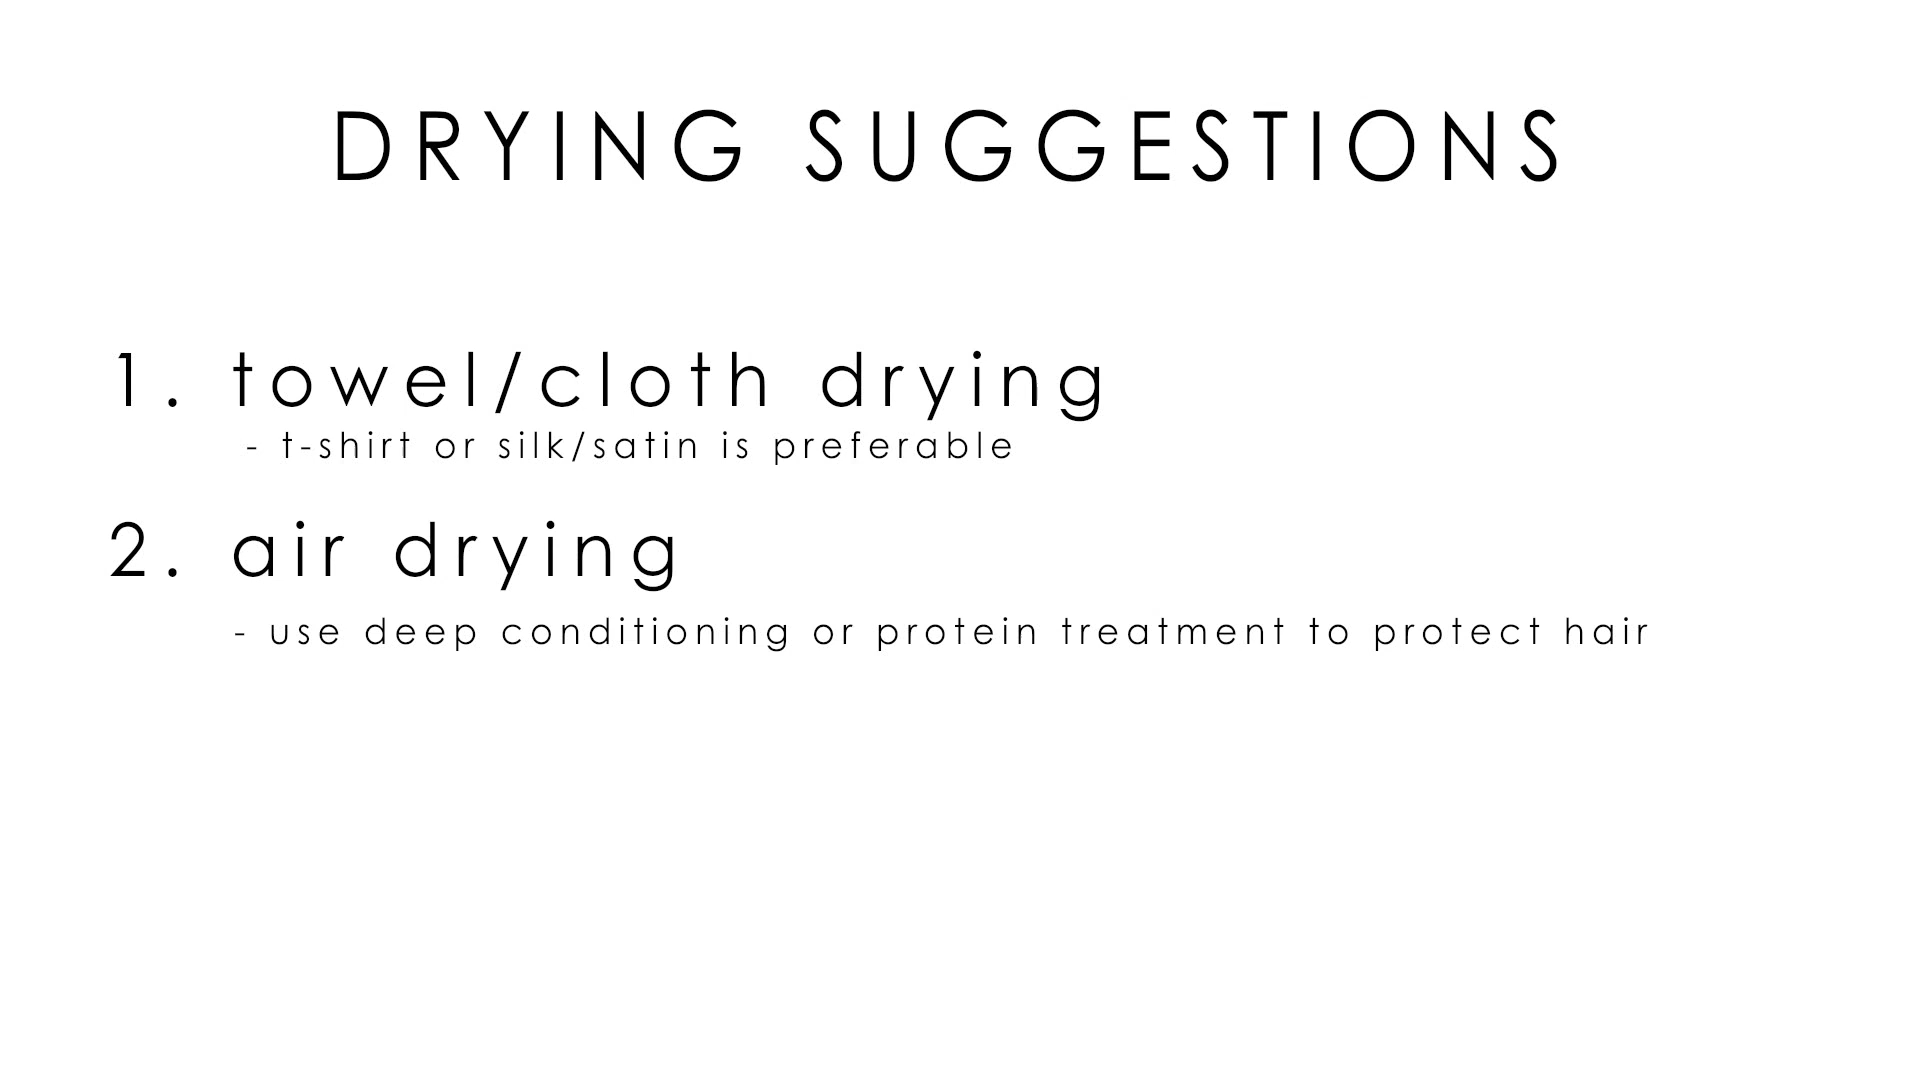 DRYING SUGGESTIONS
1. towel/cloth drying
- t-shirt or silk/satin is preferable
2. air drying
- use deep conditioning or protein treatment to protect hair